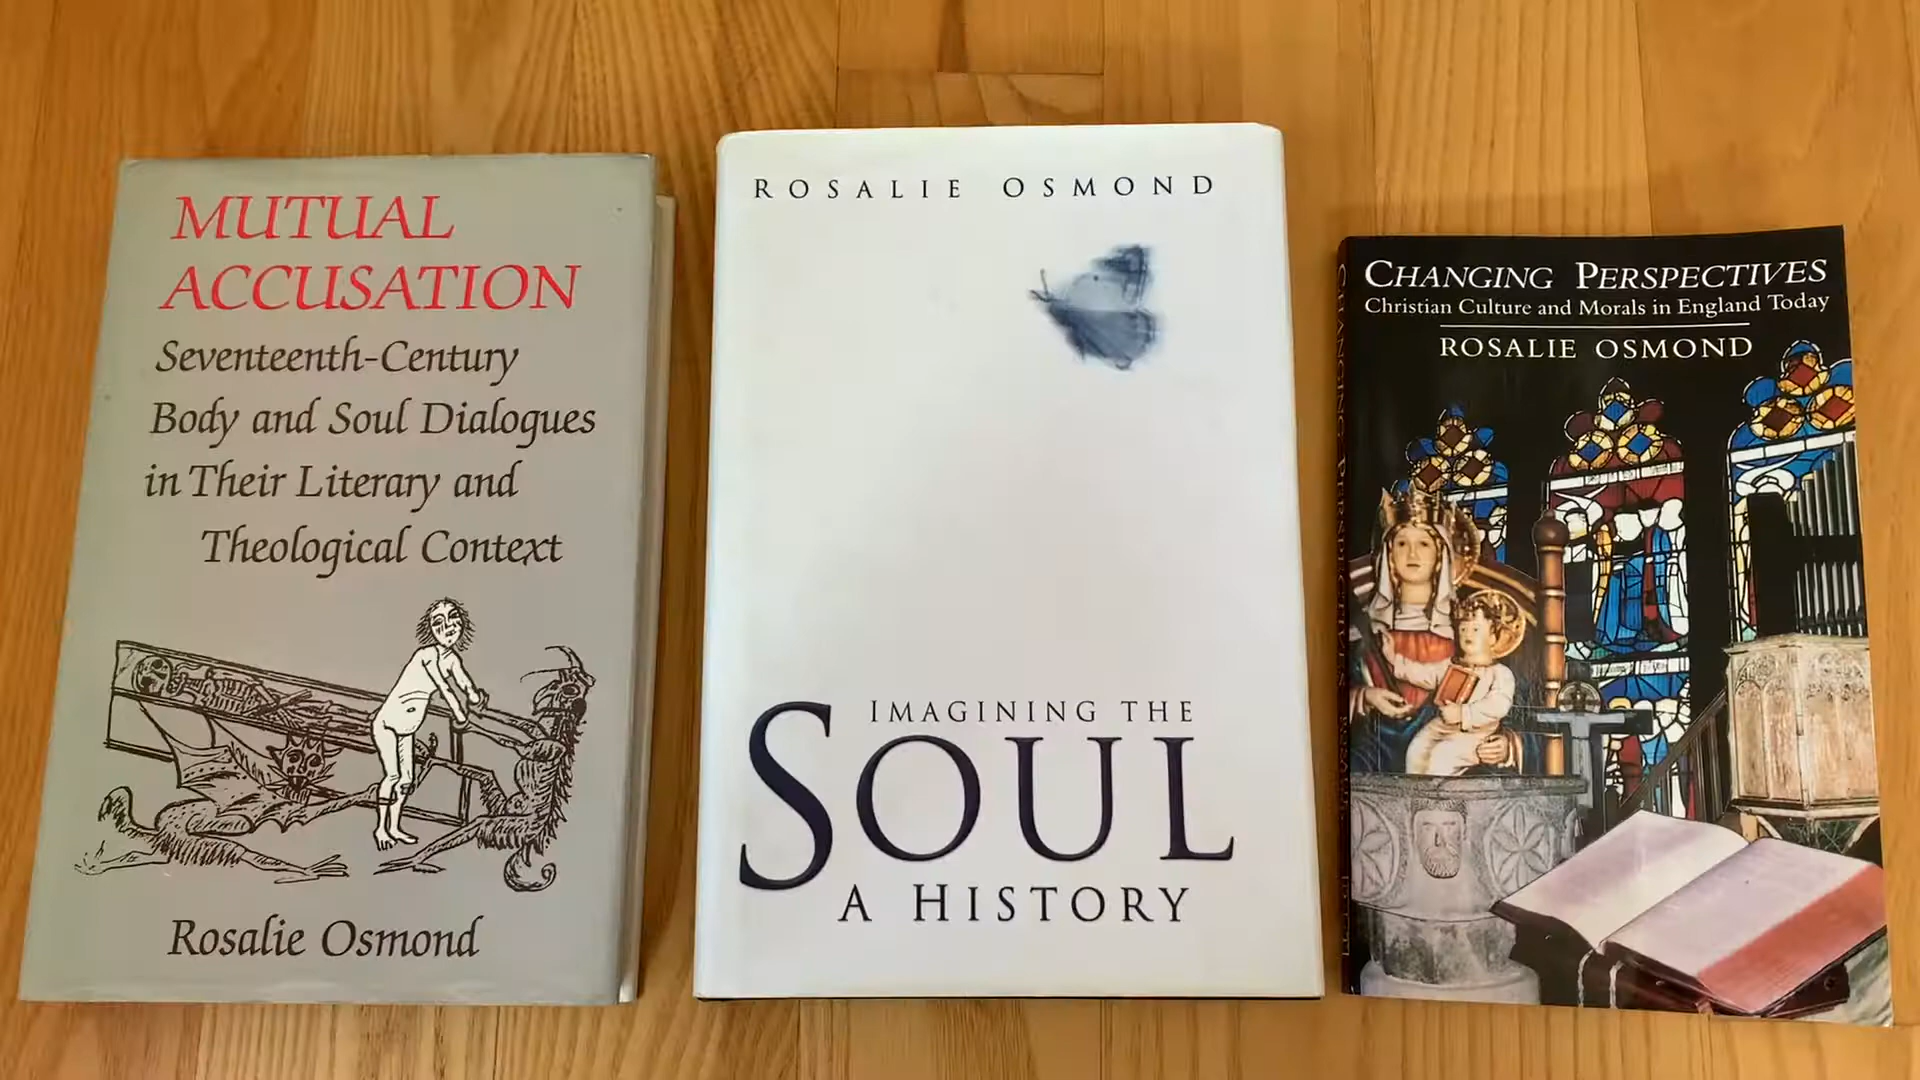 MUTUAL
ACCUSATION
Seventeenth-Century
Body and Soul Dialogues
in Their Literary and
Theological Context
Rosalie Osmond
ROSALIE OSMOND
IMAGINING THE
SOUL
A HISTORY
CHANGING PERSPECTIVES
Christian Culture and Morals in England Today
ROSALIE OSMOND